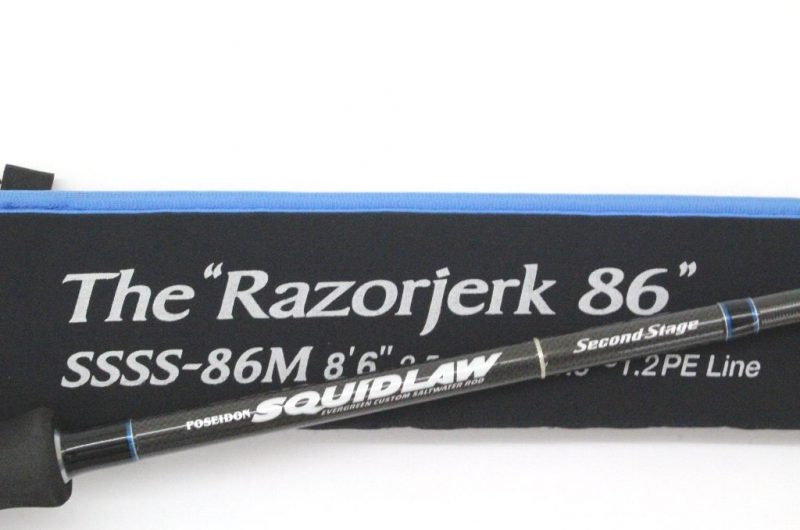 The “Razorjerk 86”
SSSS-86M 8'6" 1.2PE Line
POSEIDON SQUIDLAW
EVERGREEN CUSTOM SALTWATER ROD
Second Stage